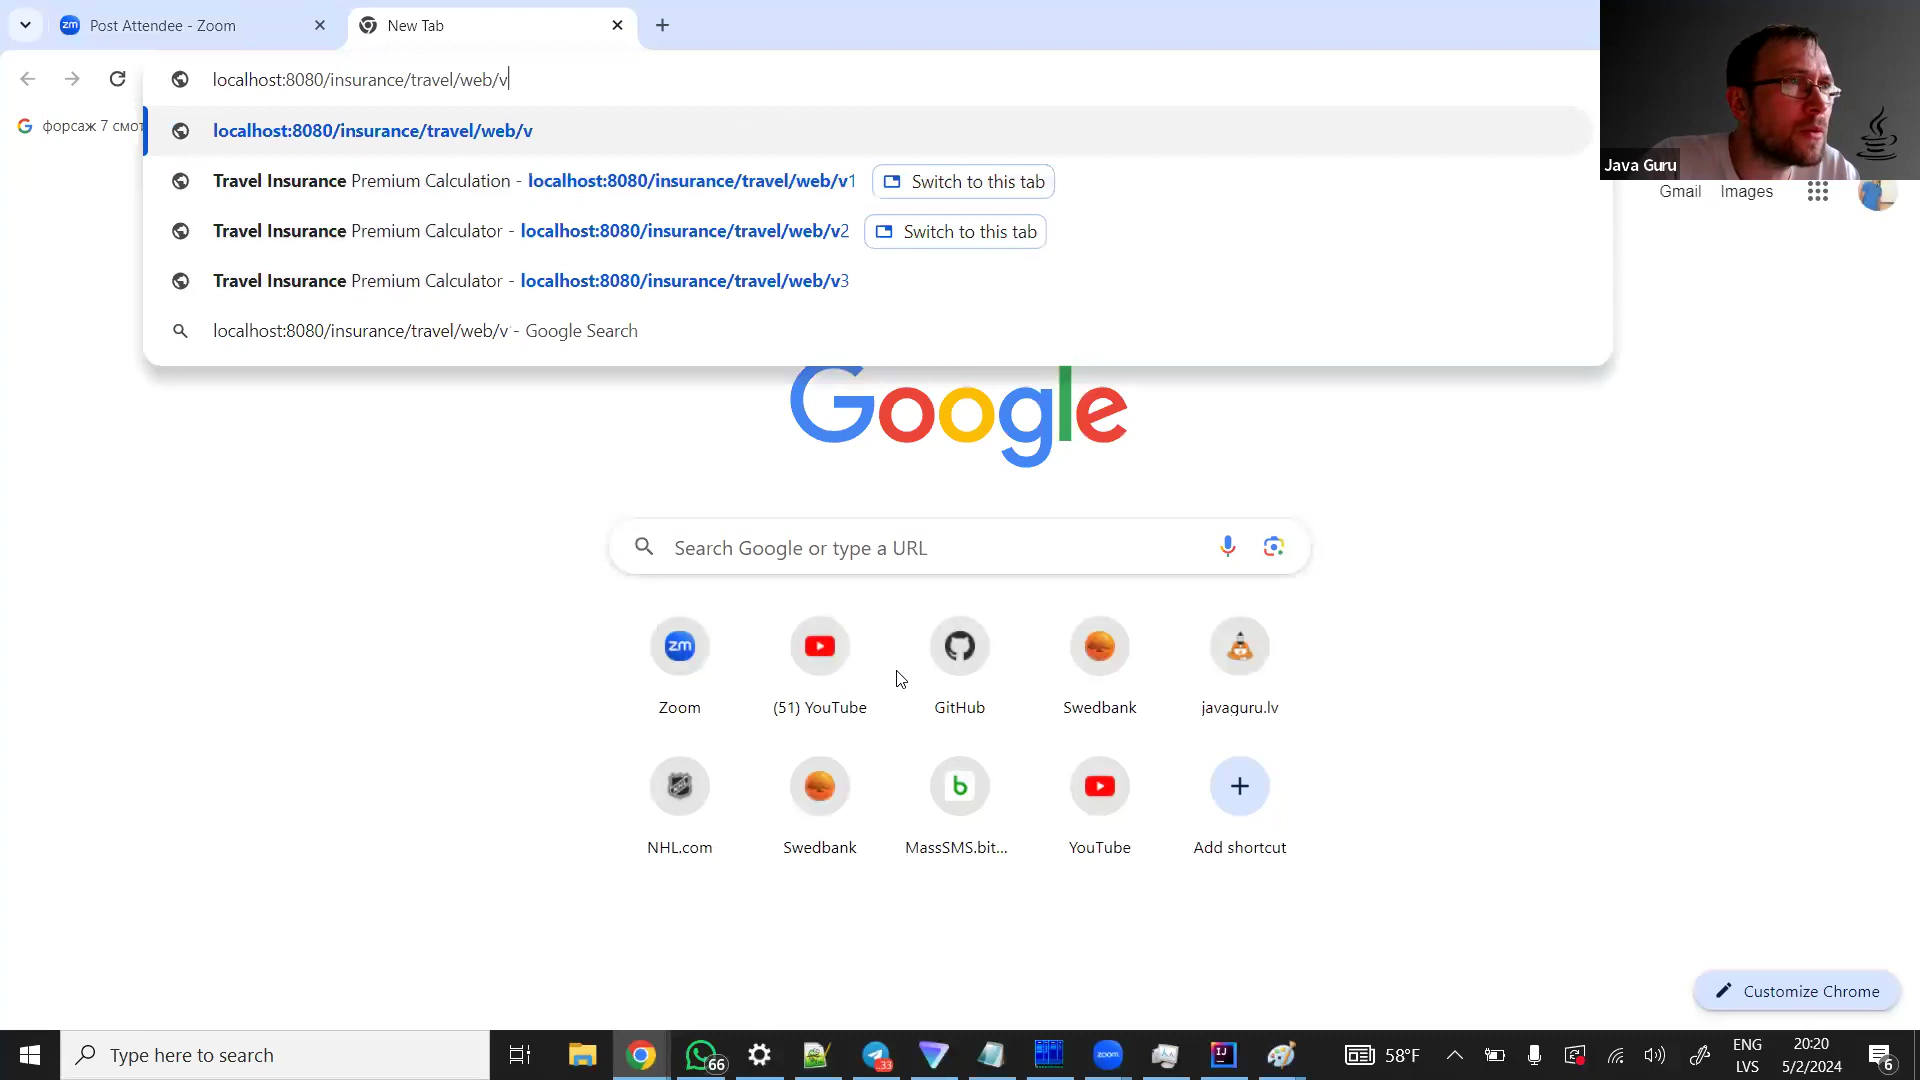 Post Attendee - Zoom
New Tab
localhost:8080/insurance/travel/web/v
форсаж 7 смот
localhost:8080/insurance/travel/web/v
Travel Insurance Premium Calculation - localhost:8080/insurance/travel/web/v1
Switch to this tab
Travel Insurance Premium Calculator - localhost:8080/insurance/travel/web/v2
Switch to this tab
Travel Insurance Premium Calculator - localhost:8080/insurance/travel/web/v3
localhost:8080/insurance/travel/web/v - Google Search
Java Guru
Gmail Images
Google
Search Google or type a URL
zm
Zoom
(51) YouTube
GitHub
Swedbank
javaguru.lv
NHL.com
Swedbank
MassSMS.bit...
YouTube
Add shortcut
Customize Chrome
Type here to search
66
33
zoom
58°F
ENG
LVS
20:20
5/2/2024
6